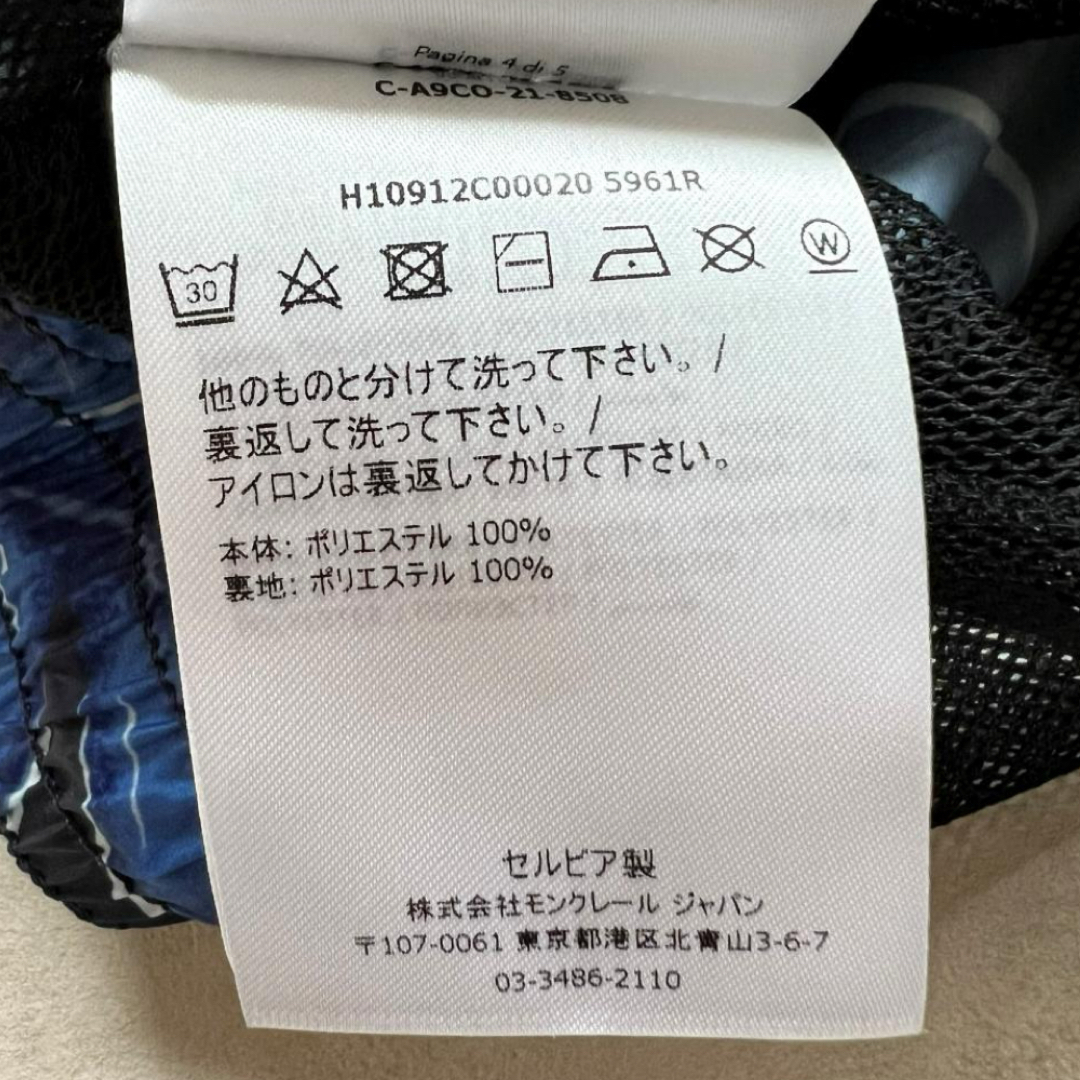 Pagina 4 di 5
C-A9CO-21-8508
H10912C00020 5961R
30
W
他のものと分けて洗って下さい。/
裏返して洗って下さい。/
アイロンは裏返してかけて下さい。
本体: ポリエステル 100%
裏地: ポリエステル 100%
セルビア製
株式会社モンクレール ジャパン
〒107-0061 東京都港区北青山3-6-7
03-3486-2110